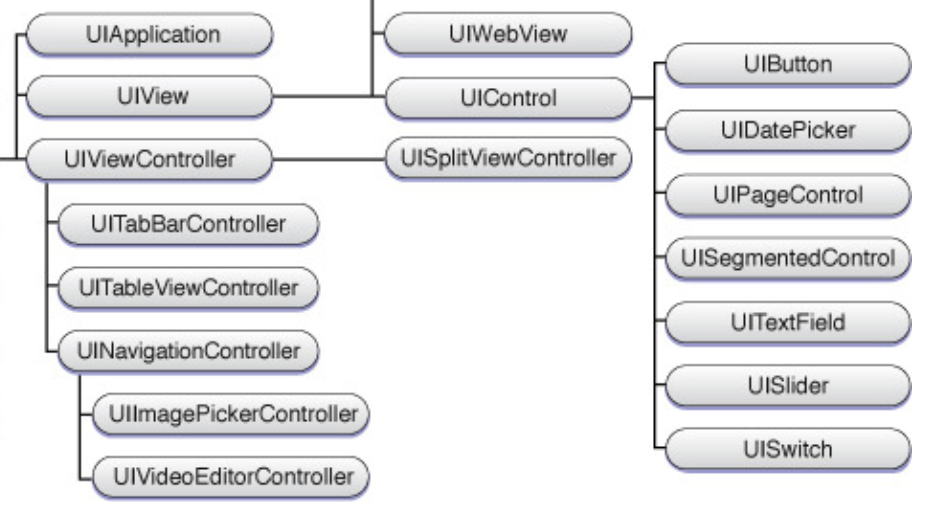 UIApplication
UIView
UIViewController
UITabBarController
UITableViewController
UINavigationController
UIImagePickerController
UIVideoEditorController
UIWebView
UIControl
UISplitViewController
UIButton
UIDatePicker
UIPageControl
UISegmentedControl
UITextField
UISlider
UISwitch